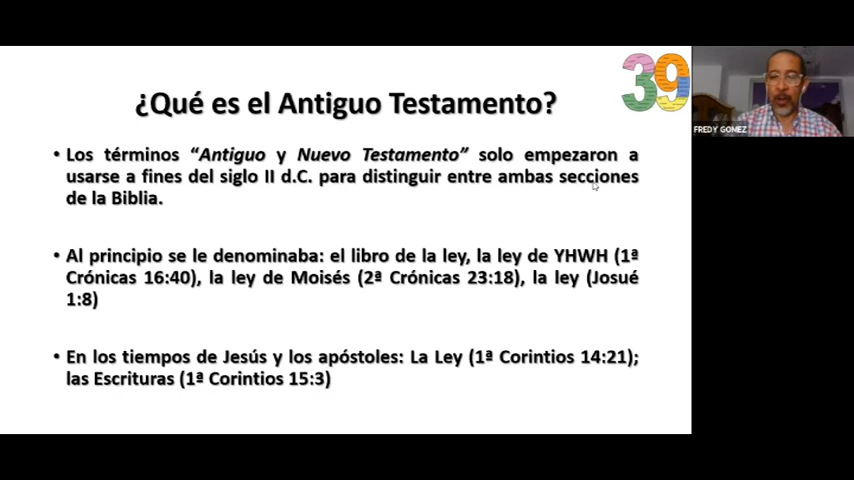 39
¿Qué es el Antiguo Testamento?
FREDY GOMEZ
• Los términos “Antiguo y Nuevo Testamento” solo empezaron a
usarse a fines del siglo II d.C. para distinguir entre ambas secciones
de la Biblia.
• Al principio se le denominaba: el libro de la ley, la ley de YHWH (1ª
Crónicas 16:40), la ley de Moisés (2ª Crónicas 23:18), la ley (Josué
1:8)
• En los tiempos de Jesús y los apóstoles: La Ley (1ª Corintios 14:21);
las Escrituras (1ª Corintios 15:3)